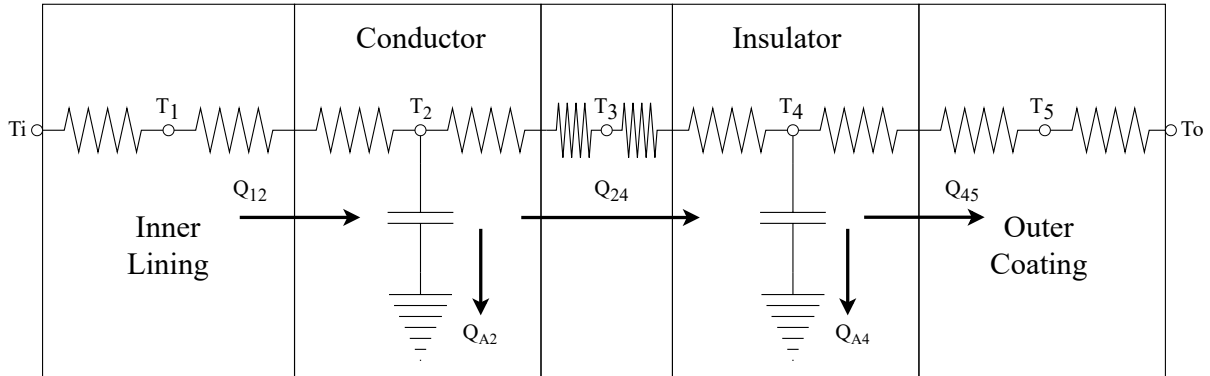 Conductor
Insulator
Ti
T1
T2
T3
T4
T5
To
Q12
Q24
Q45
Inner
Lining
Outer
Coating
QA2
QA4